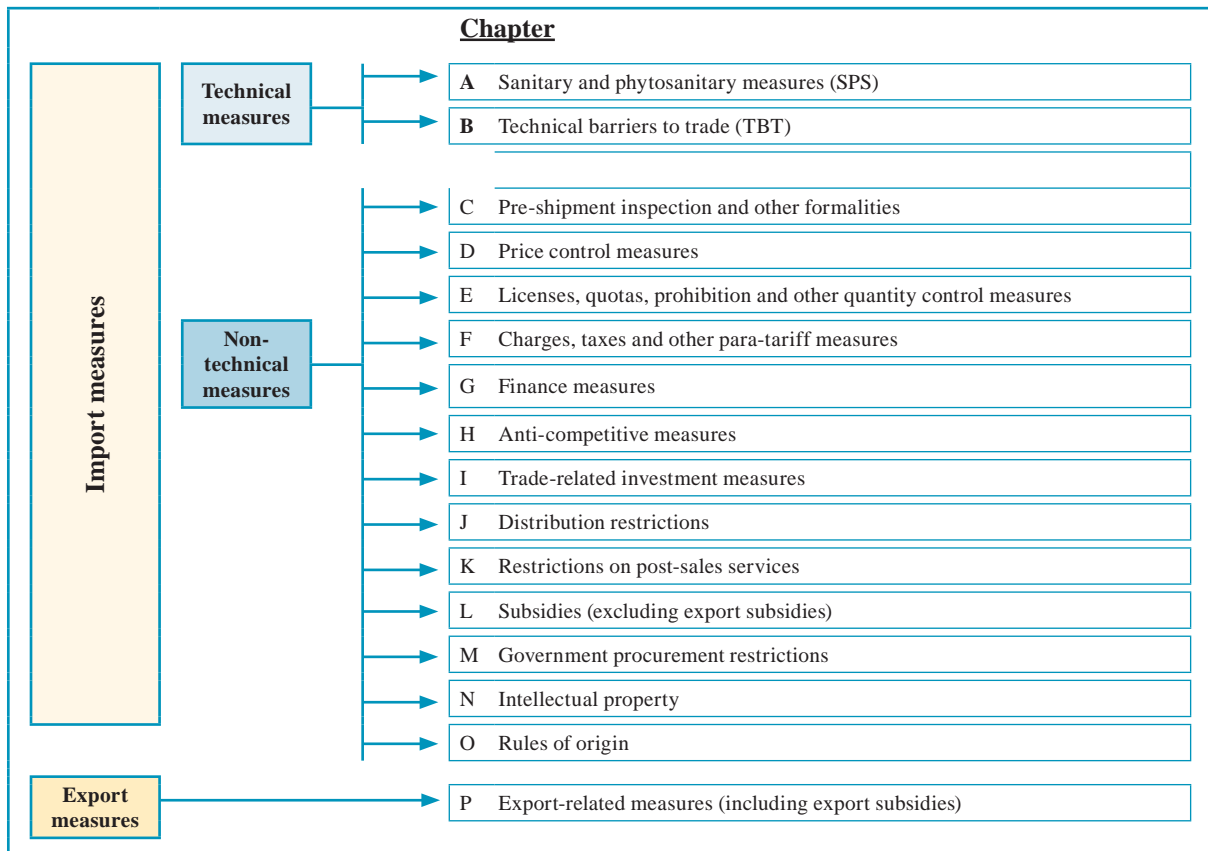 Chapter
Import measures
Technical
measures
A Sanitary and phytosanitary measures (SPS)
B Technical barriers to trade (TBT)
Non-
technical
measures
C Pre-shipment inspection and other formalities
D Price control measures
E Licenses, quotas, prohibition and other quantity control measures
F Charges, taxes and other para-tariff measures
G Finance measures
H Anti-competitive measures
I Trade-related investment measures
J Distribution restrictions
K Restrictions on post-sales services
L Subsidies (excluding export subsidies)
M Government procurement restrictions
N Intellectual property
O Rules of origin
Export
measures
P Export-related measures (including export subsidies)